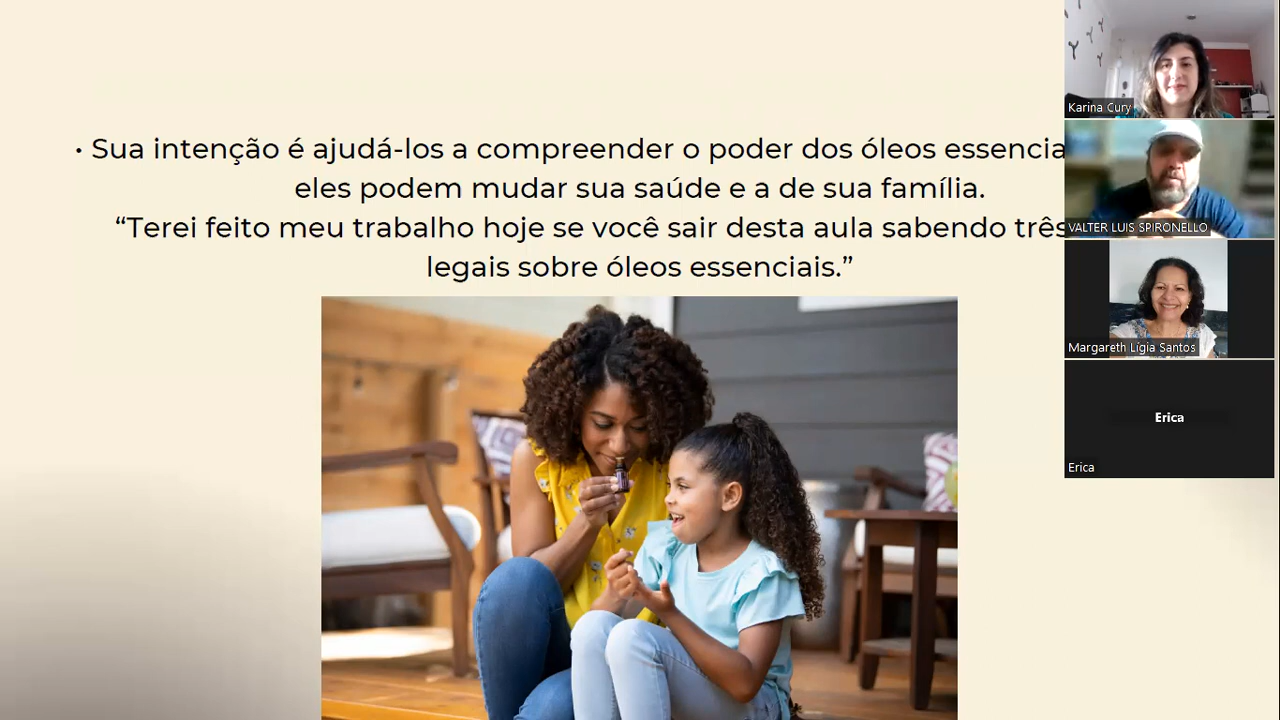 • Sua intenção é ajudá-los a compreender o poder dos óleos
eles podem mudar sua saúde e a de sua família.
“Terei feito meu trabalho hoje se você sair desta aula sabendo três
legais sobre óleos essenciais.”
Karina Cury
VALTER LUIS SPIRONELLO
Margareth Lígia Santos
Erica
Erica